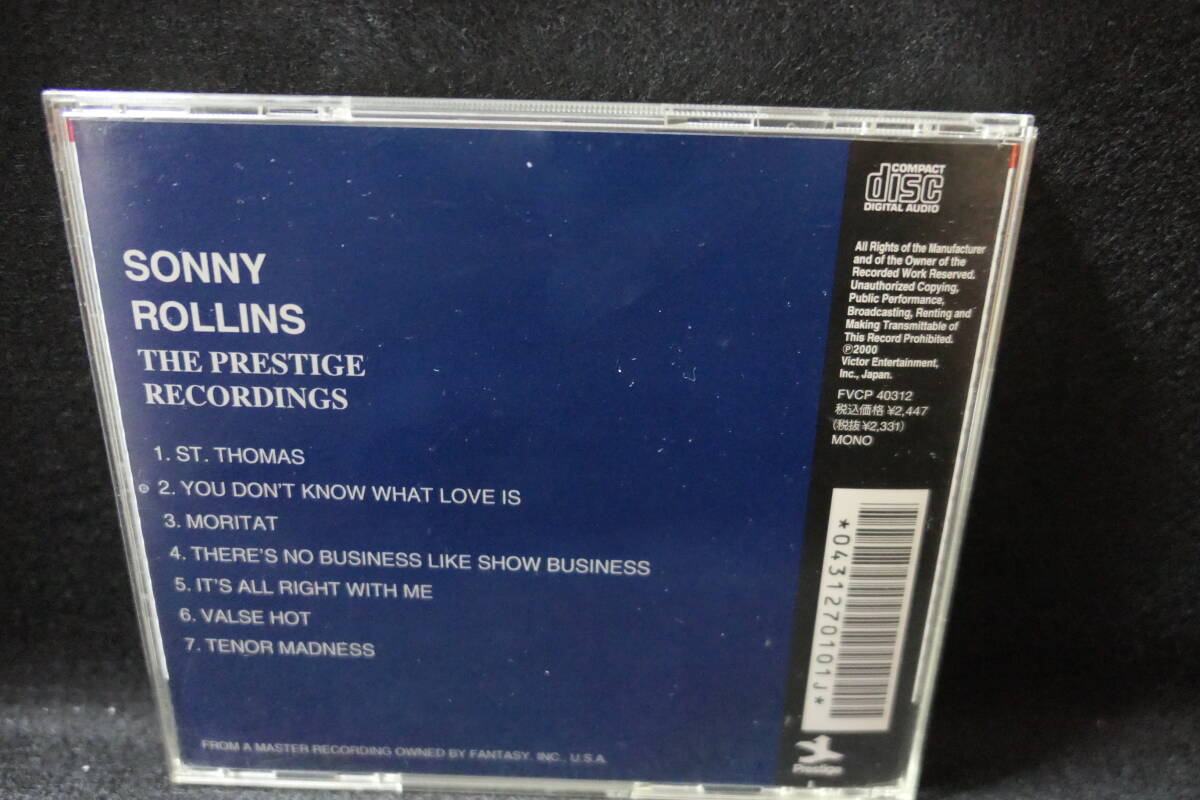 SONNY
ROLLINS
THE PRESTIGE
RECORDINGS
1. ST. THOMAS
2. YOU DON'T KNOW WHAT LOVE IS
3. MORITAT
4. THERE'S NO BUSINESS LIKE SHOW BUSINESS
5. IT'S ALL RIGHT WITH ME
6. VALSE HOT
7. TENOR MADNESS
FROM A MASTER RECORDING OWNED BY FANTASY, INC., U.S.A.
COMPACT
disc
DIGITAL AUDIO
All Rights of the Manufacturer
and of the Owner of the
Recorded Work Reserved.
Unauthorized Copying,
Public Performance,
Broadcasting, Renting and
Making Transmittable of
This Record Prohibited.
℗2000
Victor Entertainment,
Inc., Japan.
FVCP 40312
税込価格 ¥2,447
(税抜 ¥2,331)
MONO
*0431270101J*
Prestige